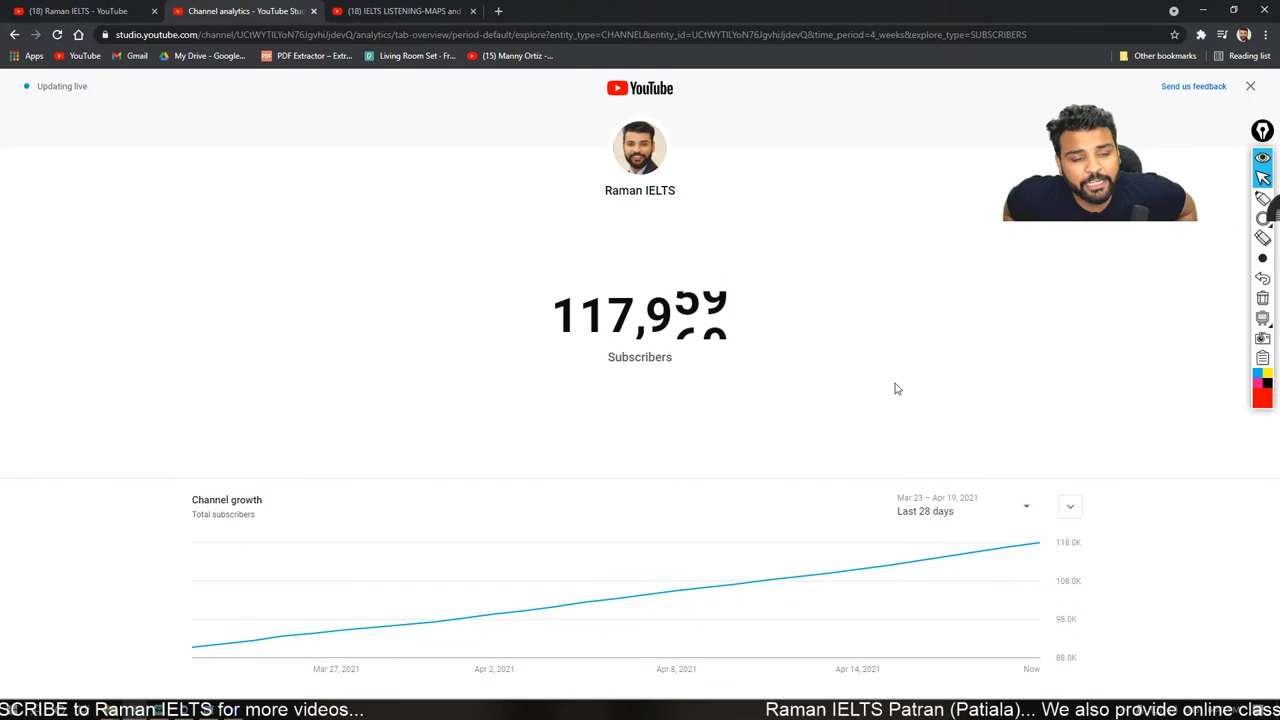 (18) Raman IELTS - YouTube
Channel analytics - YouTube Stu
(18) IELTS LISTENING-MAPS and
studio.youtube.com/channel/UCtWYTlLYoN76JgvhiJjdevQ/analytics/tab-overview/period-default/explore?entity_type=CHANNEL&entity_id=UCtWYTlLYoN76JgvhiJjdevQ&time_period=4_weeks&explore_type=SUBSCRIBERS
Apps YouTube Gmail My Drive - Google... PDF Extractor – Extr... Living Room Set - Fr... (15) Manny Ortiz -... Other bookmarks Reading list
Updating live
YouTube
Send us feedback
Raman IELTS
117,959
Subscribers
Channel growth
Total subscribers
Mar 23 – Apr 19, 2021
Last 28 days
118.0K
108.0K
98.0K
88.0K
Mar 27, 2021 Apr 2, 2021 Apr 8, 2021 Apr 14, 2021 Now
SCRIBE to Raman IELTS for more videos... Raman IELTS Patran (Patiala)... We also provide online class